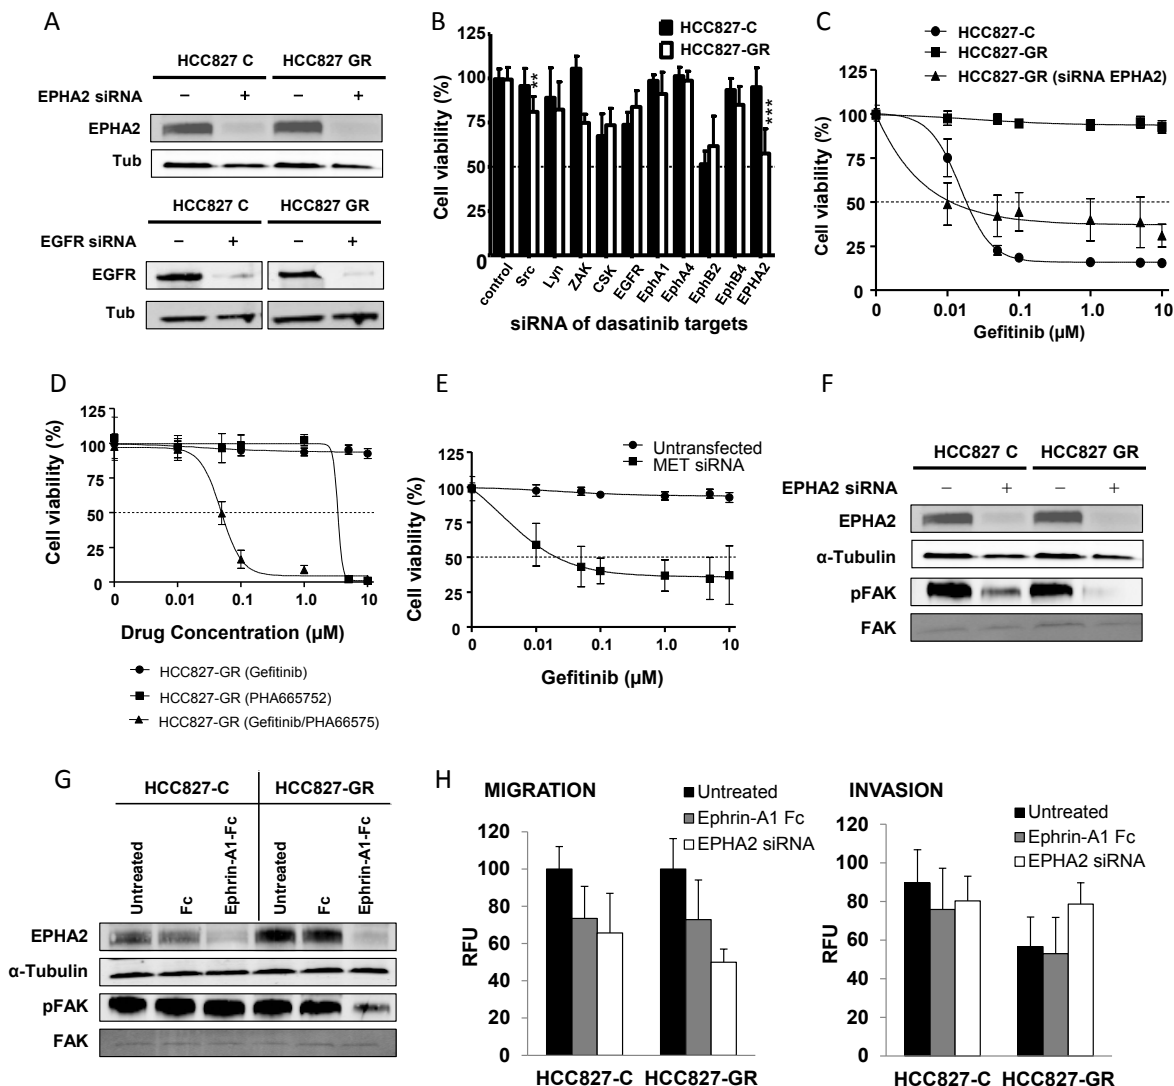 A
HCC827 C HCC827 GR
EPHA2 siRNA – + – +
EPHA2
Tub
HCC827 C HCC827 GR
EGFR siRNA – + – +
EGFR
Tub
B
HCC827-C
HCC827-GR
Cell viability (%)
125
100
75
50
25
0
**
***
control Src Lyn ZAK CSK EGFR EphA1 EphA4 EphB2 EphB4 EPHA2
siRNA of dasatinib targets
C
HCC827-C
HCC827-GR
HCC827-GR (siRNA EPHA2)
Cell viability (%)
125
100
75
50
25
0
0 0.01 0.1 1.0 10
Gefitinib (µM)
D
Cell viability (%)
125
100
75
50
25
0
0 0.01 0.1 1.0 10
Drug Concentration (µM)
HCC827-GR (Gefitinib)
HCC827-GR (PHA665752)
HCC827-GR (Gefitinib/PHA66575)
E
Untransfected
MET siRNA
Cell viability (%)
125
100
75
50
25
0
0 0.01 0.1 1.0 10
Gefitinib (µM)
F
HCC827 C HCC827 GR
EPHA2 siRNA – + – +
EPHA2
α-Tubulin
pFAK
FAK
G
HCC827-C HCC827-GR
Untreated Fc Ephrin-A1-Fc Untreated Fc Ephrin-A1-Fc
EPHA2
α-Tubulin
pFAK
FAK
H
MIGRATION
Untreated
Ephrin-A1 Fc
EPHA2 siRNA
RFU
120
100
80
60
40
20
0
HCC827-C HCC827-GR
INVASION
Untreated
Ephrin-A1 Fc
EPHA2 siRNA
RFU
120
100
80
60
40
20
0
HCC827-C HCC827-GR